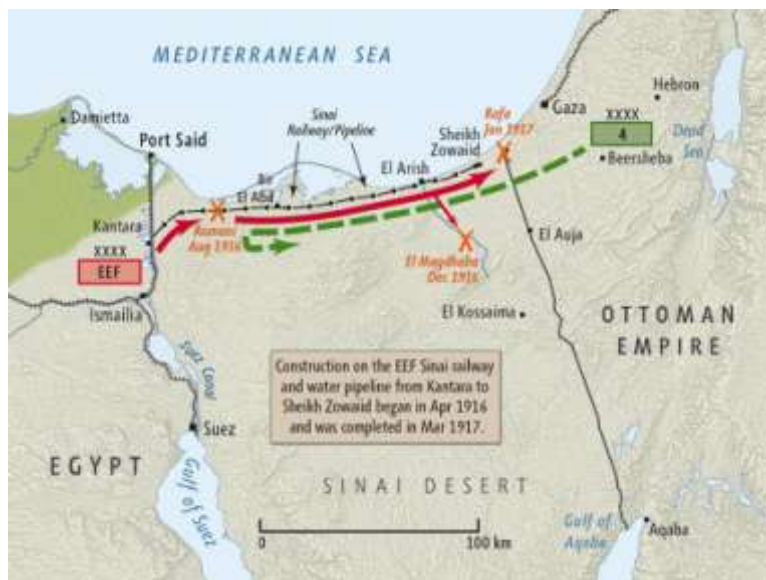 MEDITERRANEAN SEA
Damietta
Port Said
Sinai
Railway/Pipeline
Sheikh
Zowaiid
Rafa
Jan 1917
Gaza
Hebron
XXXX
4
Dead
Sea
Beersheba
El Arish
Bir
El Abd
Kantara
XXXX
EEF
Romani
Aug 1916
El Magdhaba
Dec 1916
El Auja
Ismailia
El Kossaima
OTTOMAN
EMPIRE
Suez Canal
Construction on the EEF Sinai railway
and water pipeline from Kantara to
Sheikh Zowaid began in Apr 1916
and was completed in Mar 1917.
Suez
EGYPT
Gulf of
Suez
SINAI DESERT
0
100 km
Gulf of
Aqaba
Aqaba